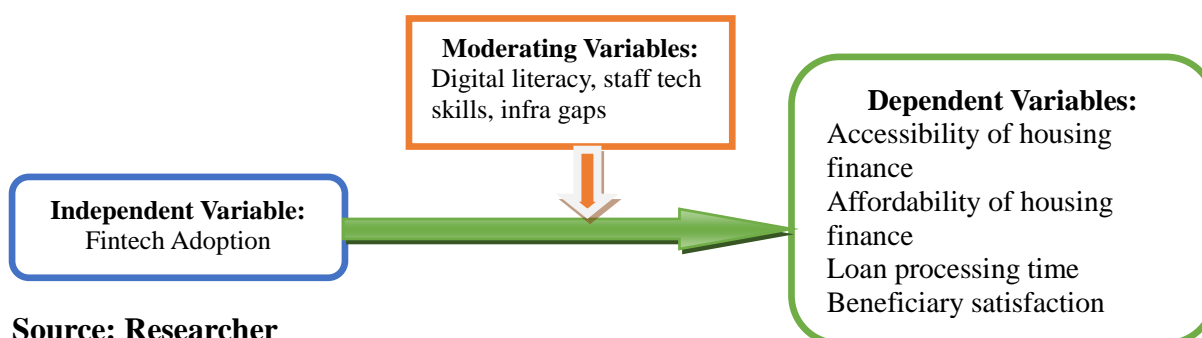 Moderating Variables:
Digital literacy, staff tech
skills, infra gaps
Dependent Variables:
Accessibility of housing
finance
Affordability of housing
finance
Loan processing time
Beneficiary satisfaction
Independent Variable:
Fintech Adoption
Source: Researcher